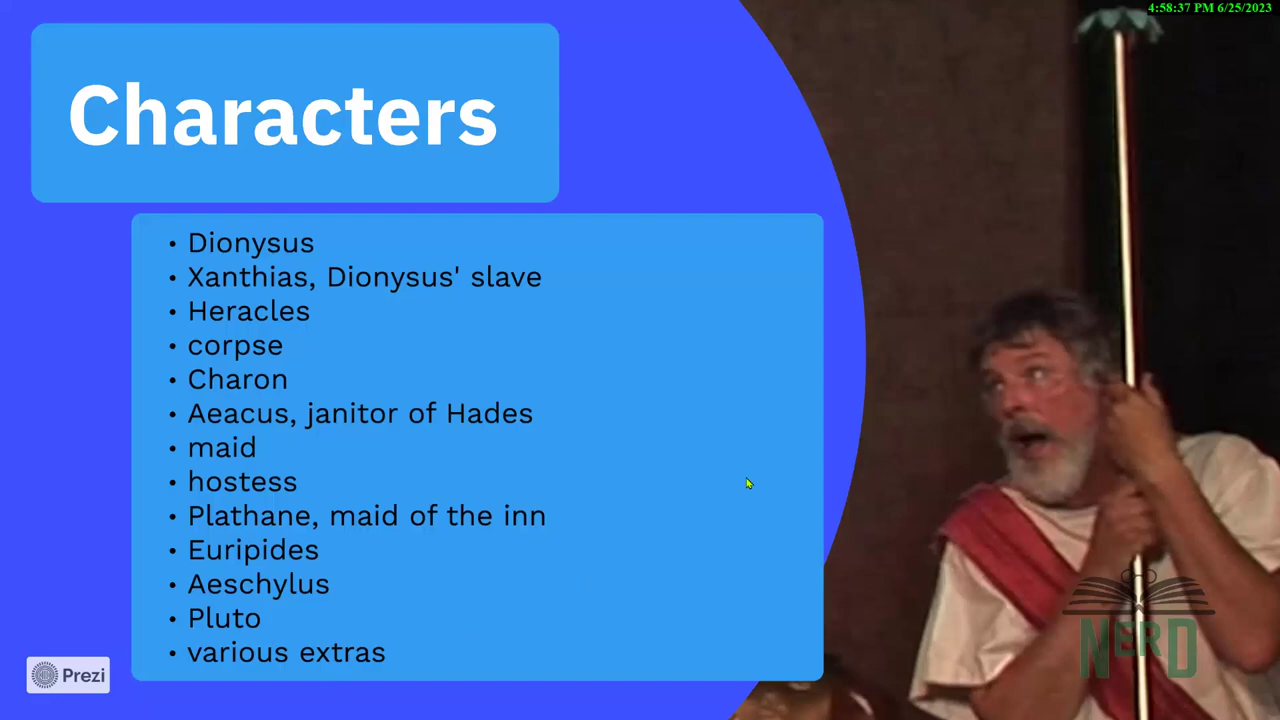 4:58:37 PM 6/25/2023
Characters
• Dionysus
• Xanthias, Dionysus' slave
• Heracles
• corpse
• Charon
• Aeacus, janitor of Hades
• maid
• hostess
• Plathane, maid of the inn
• Euripides
• Aeschylus
• Pluto
• various extras
Prezi
NERD